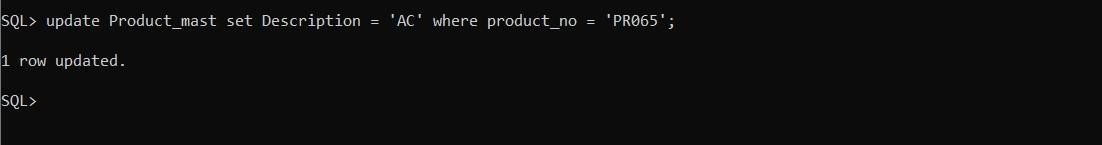 SQL> update Product_mast set Description = 'AC' where product_no = 'PR065';
1 row updated.
SQL>